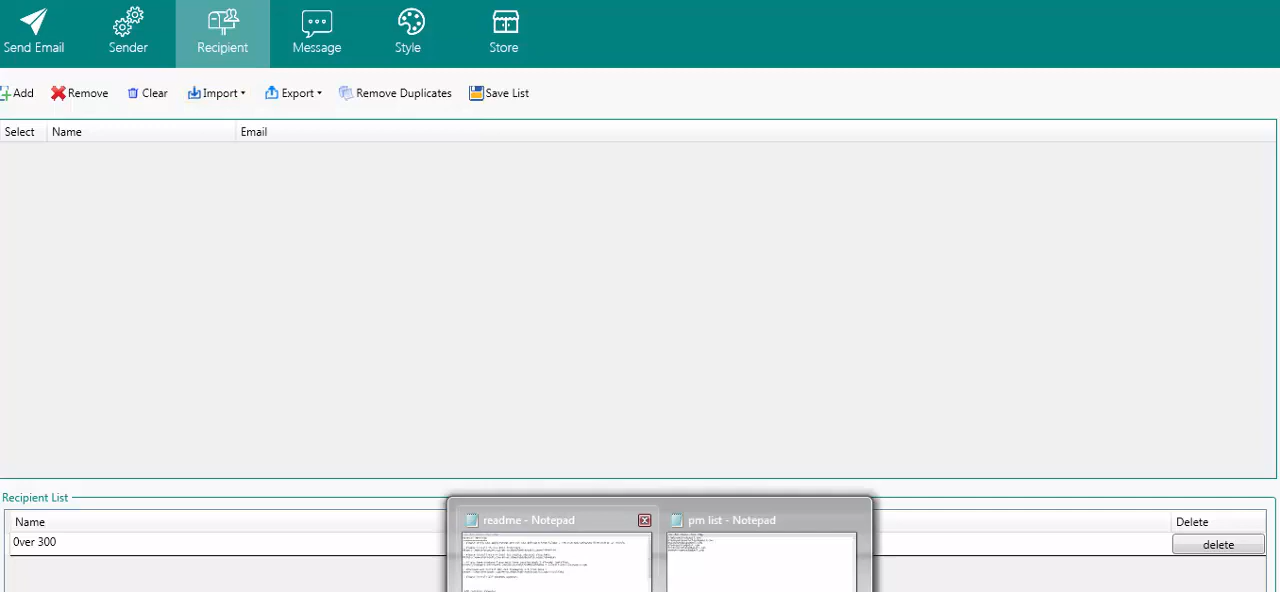 Send Email Sender Recipient Message Style Store
Add Remove Clear Import Export Remove Duplicates Save List
Select Name Email
Recipient List
readme - Notepad pm list - Notepad
Name Delete
0ver 300 delete